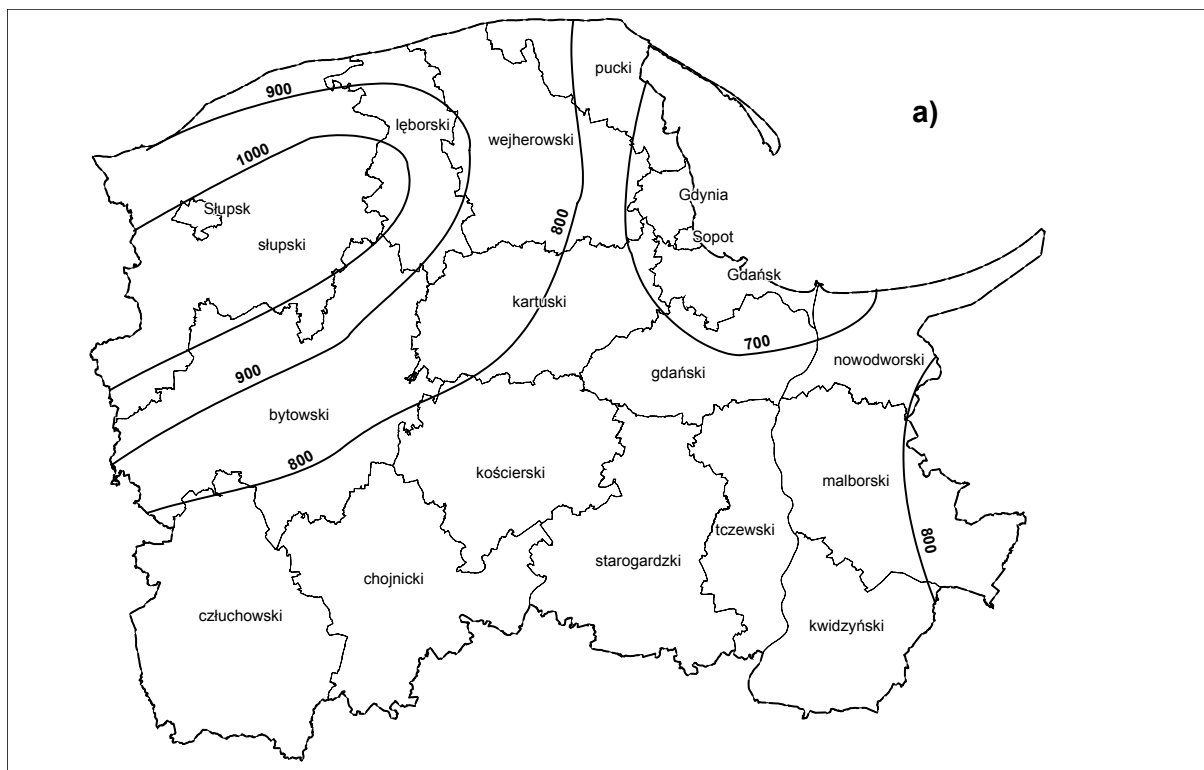 pucki
900
a)
lęborski
wejherowski
1000
Gdynia
Słupsk
800
Sopot
słupski
Gdańsk
kartuski
700
nowodworski
900
gdański
bytowski
800
kościerski
malborski
tczewski
800
starogardzki
chojnicki
człuchowski
kwidzyński